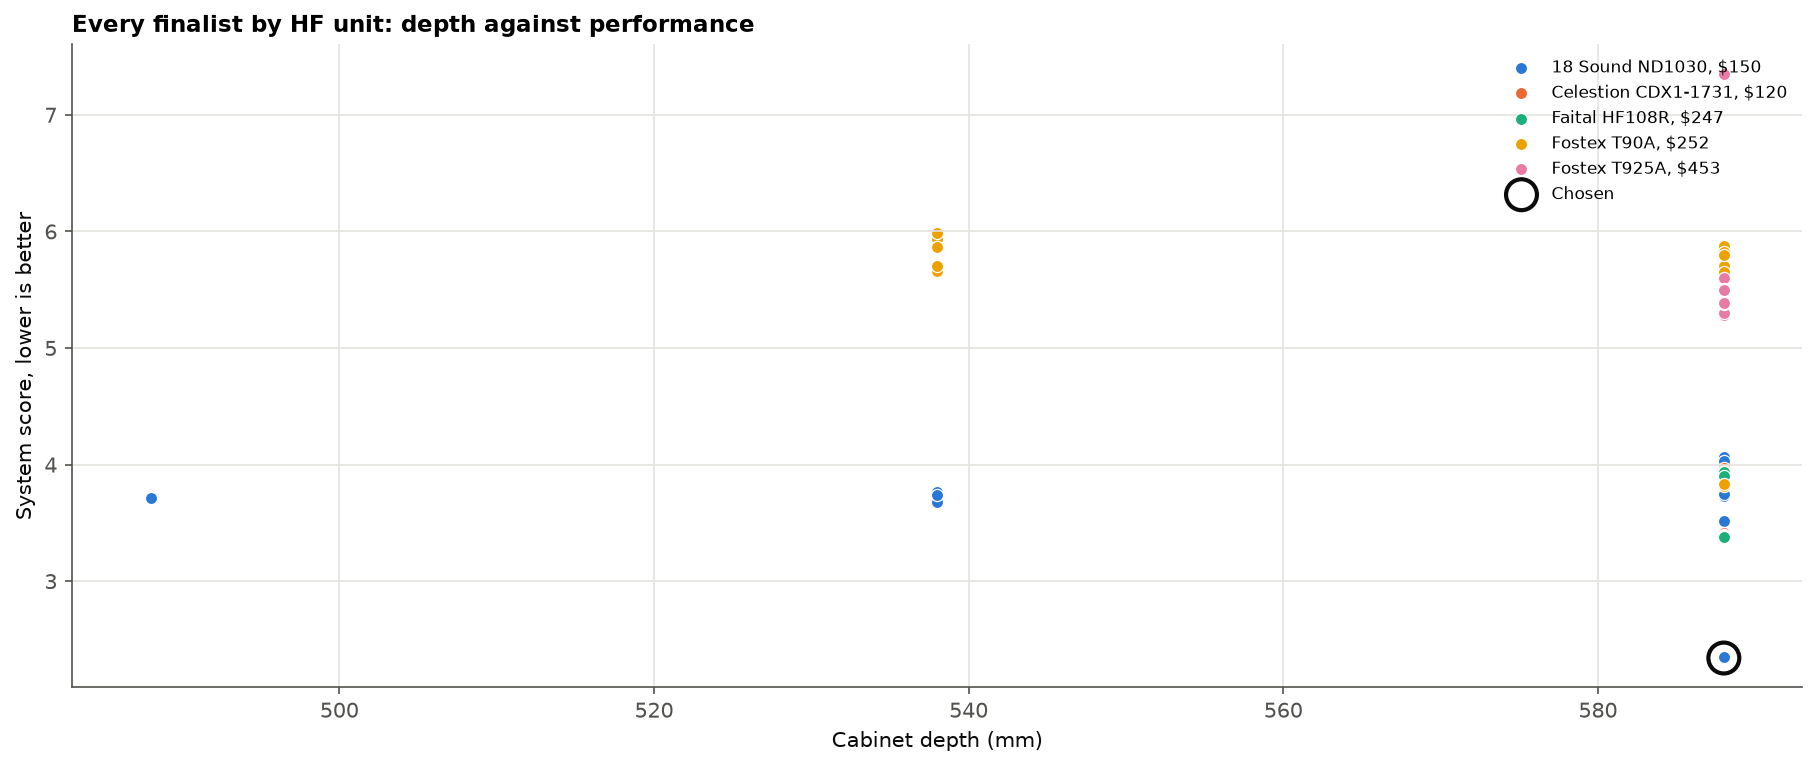 Every finalist by HF unit: depth against performance
18 Sound ND1030, $150
Celestion CDX1-1731, $120
Faital HF108R, $247
Fostex T90A, $252
Fostex T925A, $453
Chosen
System score, lower is better
7
6
5
4
3
500
520
540
560
580
Cabinet depth (mm)